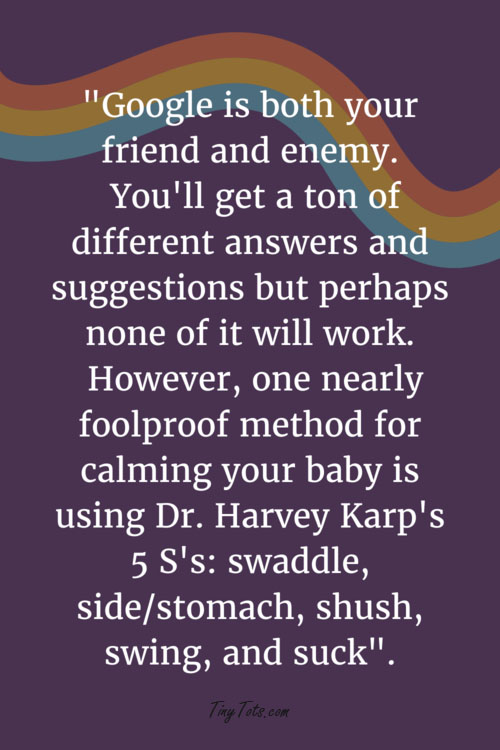 "Google is both your
friend and enemy.
You'll get a ton of
different answers and
suggestions but perhaps
none of it will work.
However, one nearly
foolproof method for
calming your baby is
using Dr. Harvey Karp's
5 S's: swaddle,
side/stomach, shush,
swing, and suck".
TinyTots.com